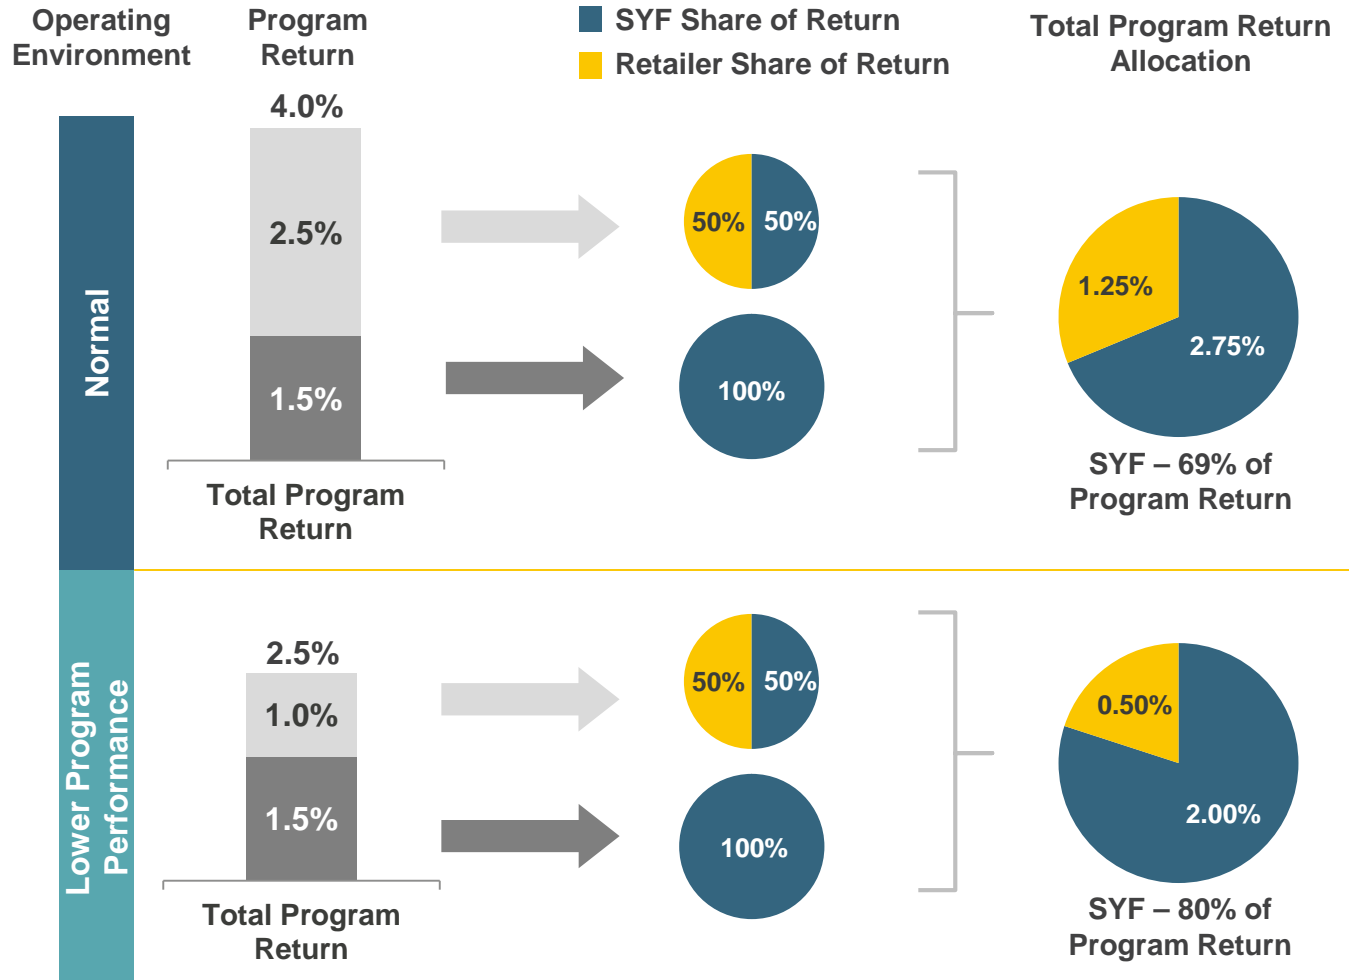 Operating
Environment
Program
Return
SYF Share of Return
Retailer Share of Return
Total Program Return
Allocation
Normal
4.0%
2.5%
1.5%
Total Program
Return
50%
50%
100%
1.25%
2.75%
SYF – 69% of
Program Return
Lower Program
Performance
2.5%
1.0%
1.5%
Total Program
Return
50%
50%
100%
0.50%
2.00%
SYF – 80% of
Program Return